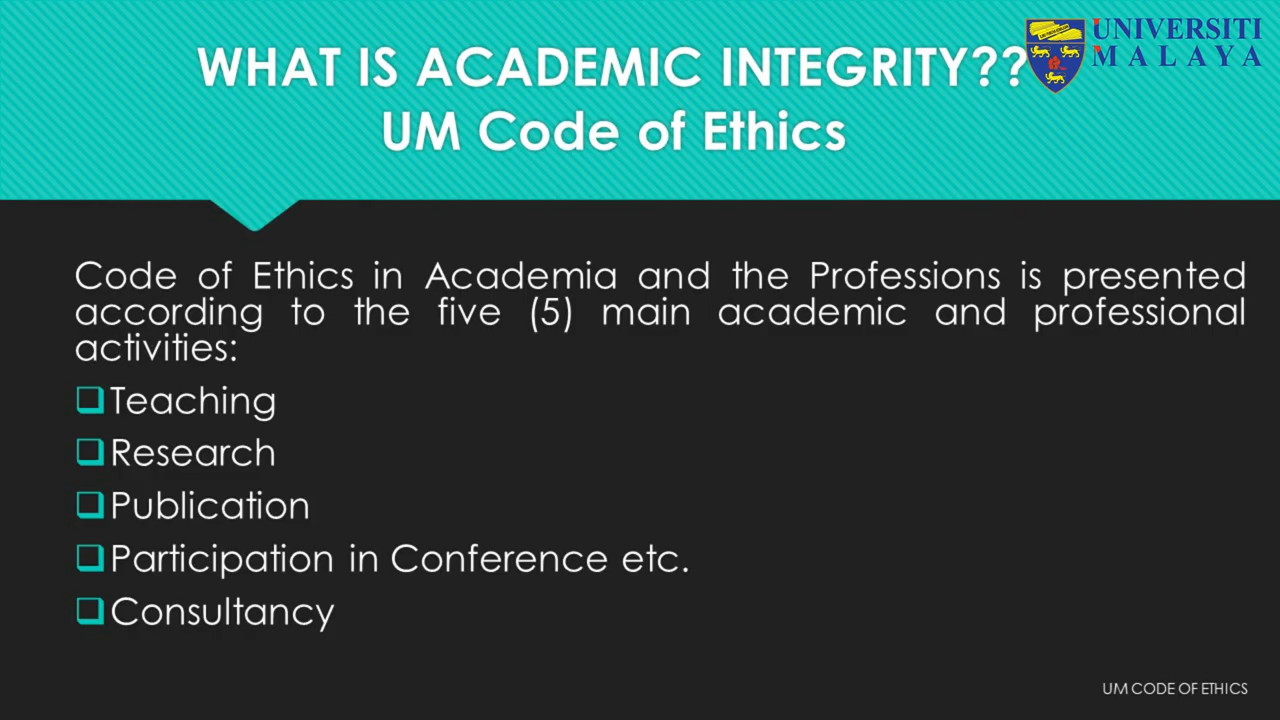 WHAT IS ACADEMIC INTEGRITY??
UM Code of Ethics
UNIVERSITI
MALAYA
Code of Ethics in Academia and the Professions is presented
according to the five (5) main academic and professional
activities:
Teaching
Research
Publication
Participation in Conference etc.
Consultancy
UM CODE OF ETHICS